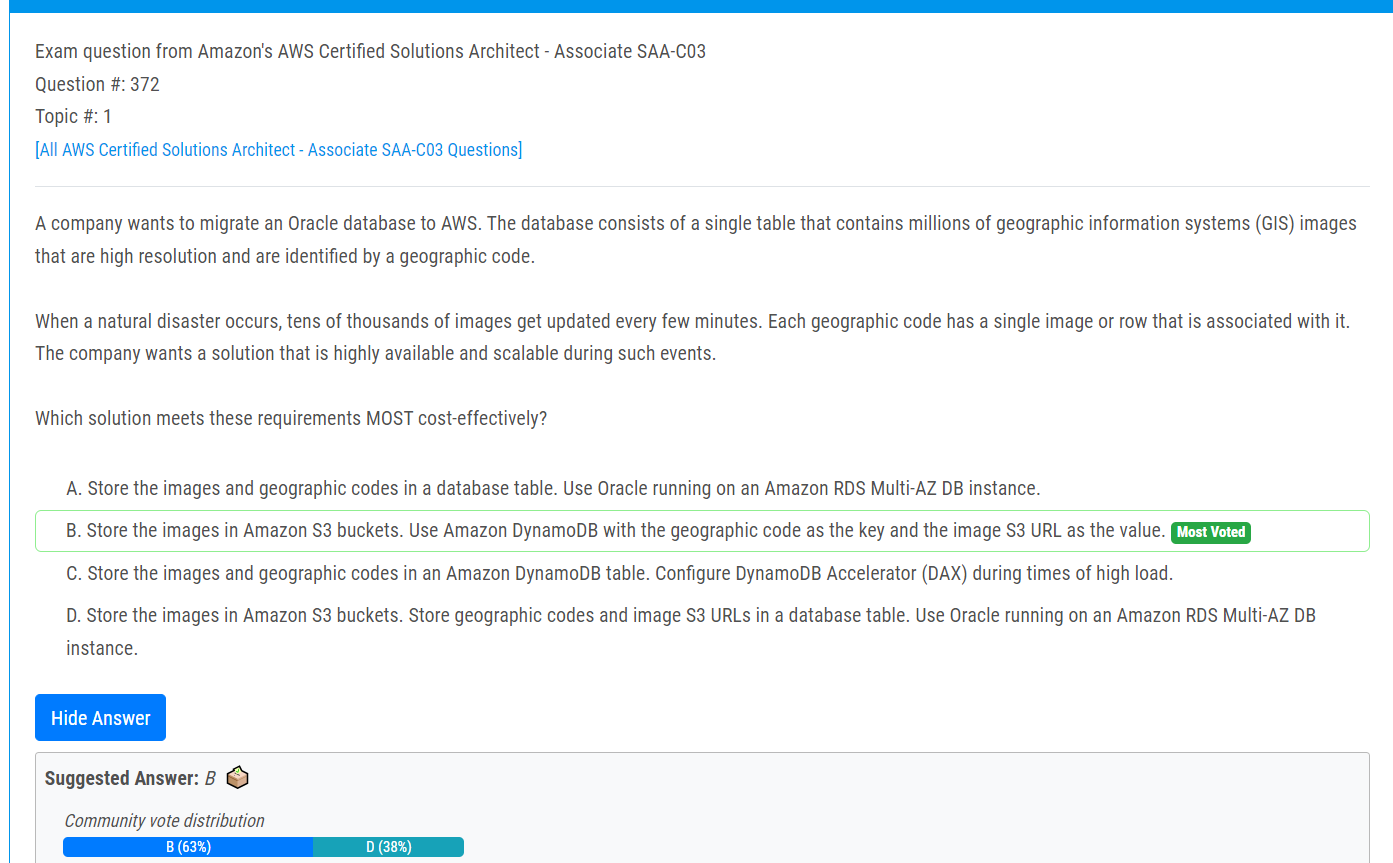 Exam question from Amazon's AWS Certified Solutions Architect - Associate SAA-C03
Question #: 372
Topic #: 1
[All AWS Certified Solutions Architect - Associate SAA-C03 Questions]
A company wants to migrate an Oracle database to AWS. The database consists of a single table that contains millions of geographic information systems (GIS) images
that are high resolution and are identified by a geographic code.
When a natural disaster occurs, tens of thousands of images get updated every few minutes. Each geographic code has a single image or row that is associated with it.
The company wants a solution that is highly available and scalable during such events.
Which solution meets these requirements MOST cost-effectively?
A. Store the images and geographic codes in a database table. Use Oracle running on an Amazon RDS Multi-AZ DB instance.
B. Store the images in Amazon S3 buckets. Use Amazon DynamoDB with the geographic code as the key and the image S3 URL as the value. Most Voted
C. Store the images and geographic codes in an Amazon DynamoDB table. Configure DynamoDB Accelerator (DAX) during times of high load.
D. Store the images in Amazon S3 buckets. Store geographic codes and image S3 URLs in a database table. Use Oracle running on an Amazon RDS Multi-AZ DB
instance.
Hide Answer
Suggested Answer: B
Community vote distribution
B (63%) D (38%)